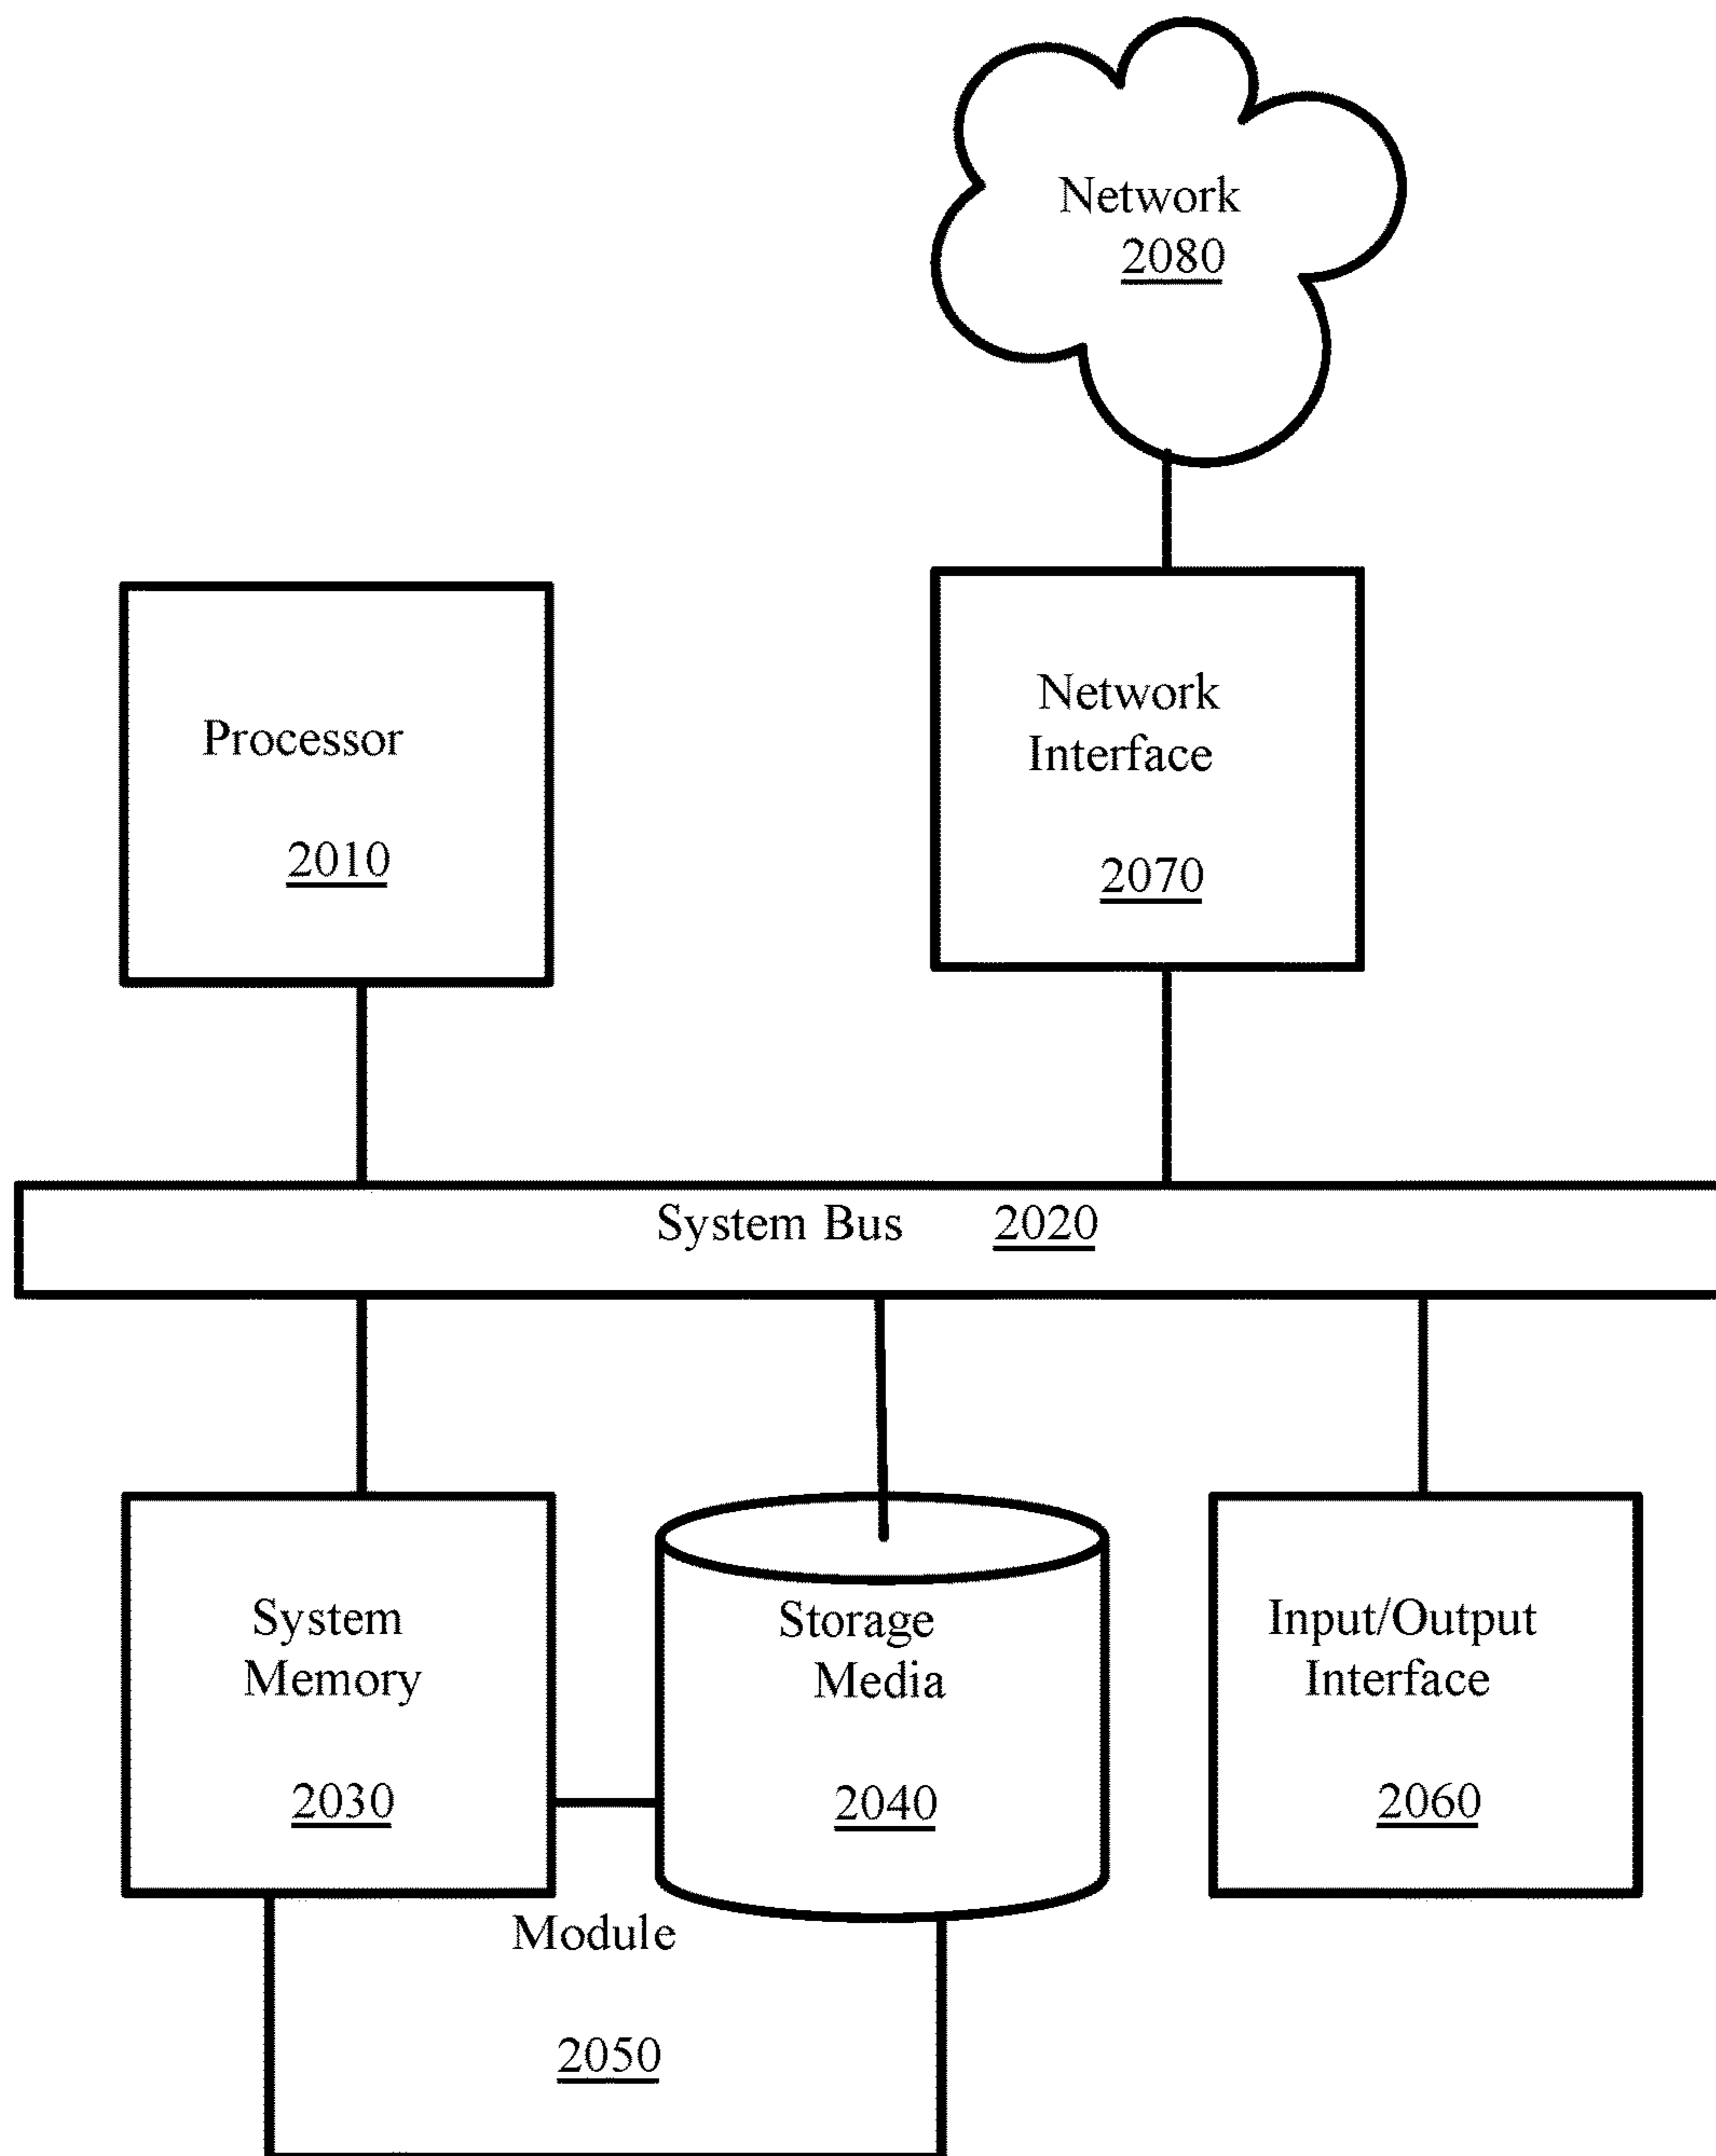 Network
2080
Processor
2010
Network
Interface
2070
System Bus 2020
System
Memory
2030
Storage
Media
2040
Input/Output
Interface
2060
Module
2050